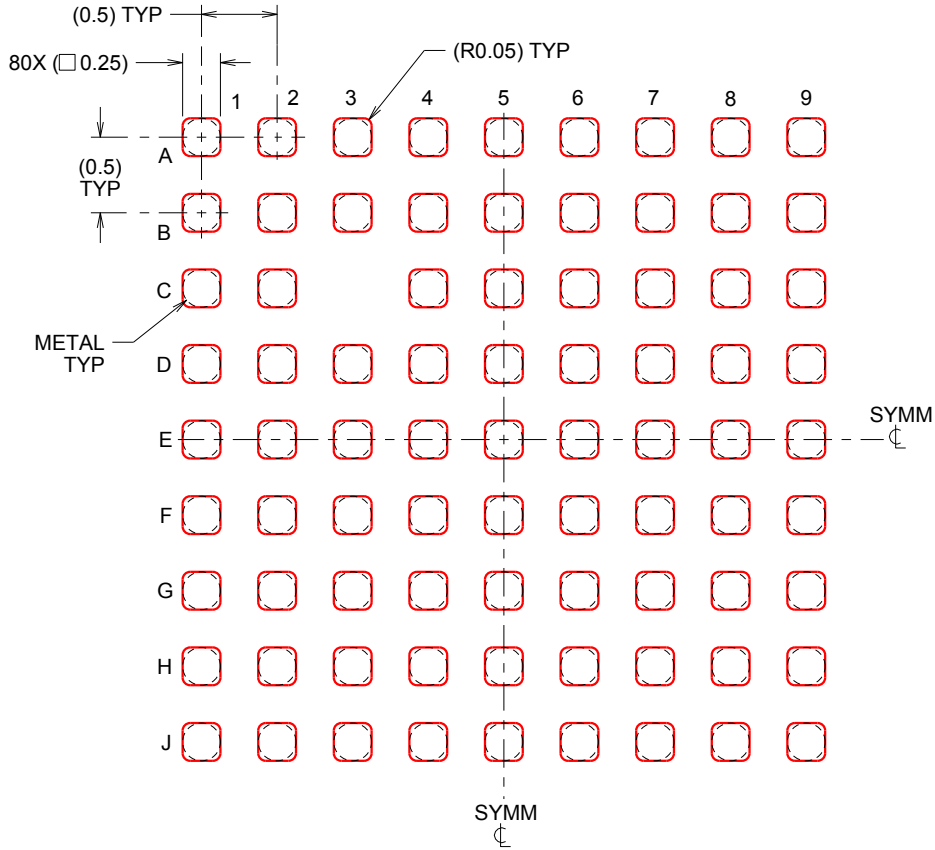 (0.5) TYP
80X (□ 0.25)
(R0.05) TYP
1 2 3 4 5 6 7 8 9
A
(0.5)
TYP
B
C
METAL
TYP
D
E
SYMM
℄
F
G
H
J
SYMM
℄